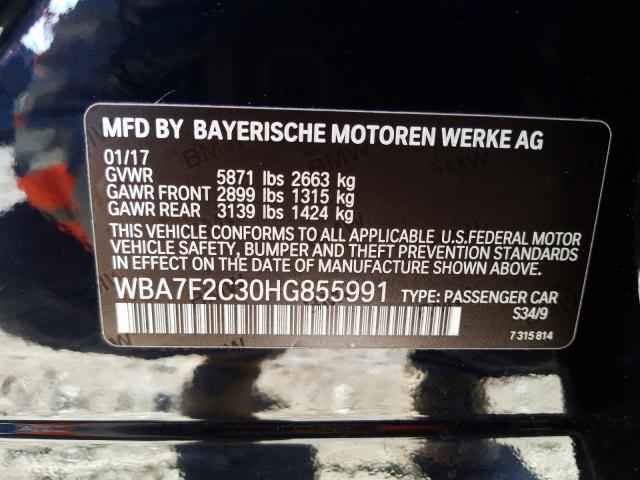 MFD BY BAYERISCHE MOTOREN WERKE AG
01/17
GVWR 5871 lbs 2663 kg
GAWR FRONT 2899 lbs 1315 kg
GAWR REAR 3139 lbs 1424 kg
THIS VEHICLE CONFORMS TO ALL APPLICABLE U.S.FEDERAL MOTOR
VEHICLE SAFETY, BUMPER AND THEFT PREVENTION STANDARDS
IN EFFECT ON THE DATE OF MANUFACTURE SHOWN ABOVE.
WBA7F2C30HG855991 TYPE: PASSENGER CAR
S34/9
7 315 814